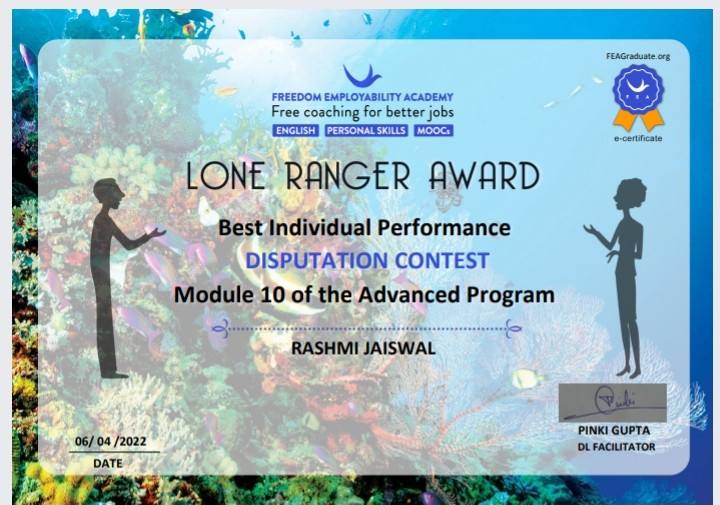 FEAGraduate.org
FEA
e-certificate
FREEDOM EMPLOYABILITY ACADEMY
Free coaching for better jobs
ENGLISH PERSONAL SKILLS MOOCs
LONE RANGER AWARD
Best Individual Performance
DISPUTATION CONTEST
Module 10 of the Advanced Program
RASHMI JAISWAL
06/ 04 /2022
DATE
PINKI GUPTA
DL FACILITATOR